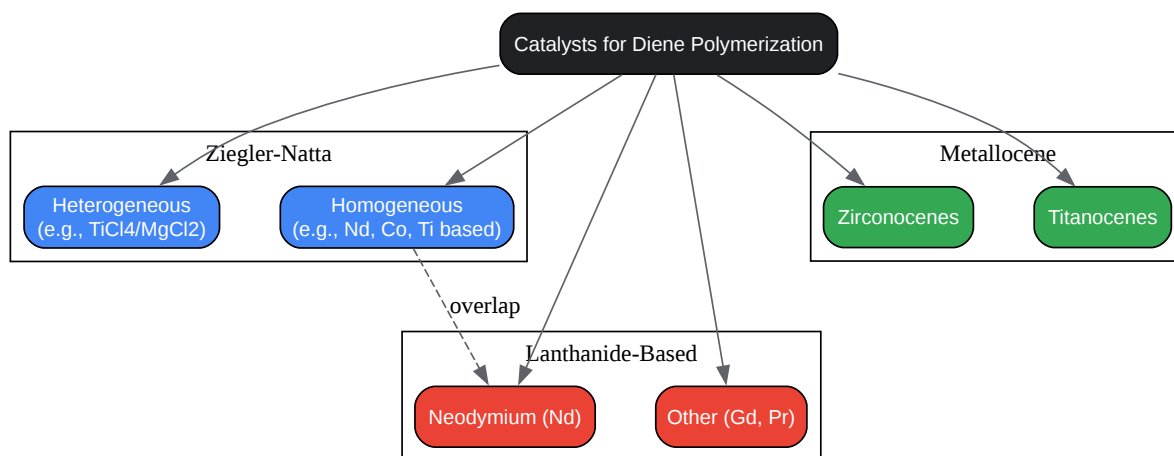 Catalysts for Diene Polymerization
Ziegler-Natta
Metallocene
Heterogeneous
(e.g., TiCl4/MgCl2)
Homogeneous
(e.g., Nd, Co, Ti based)
Zirconocenes
Titanocenes
overlap
Lanthanide-Based
Neodymium (Nd)
Other (Gd, Pr)